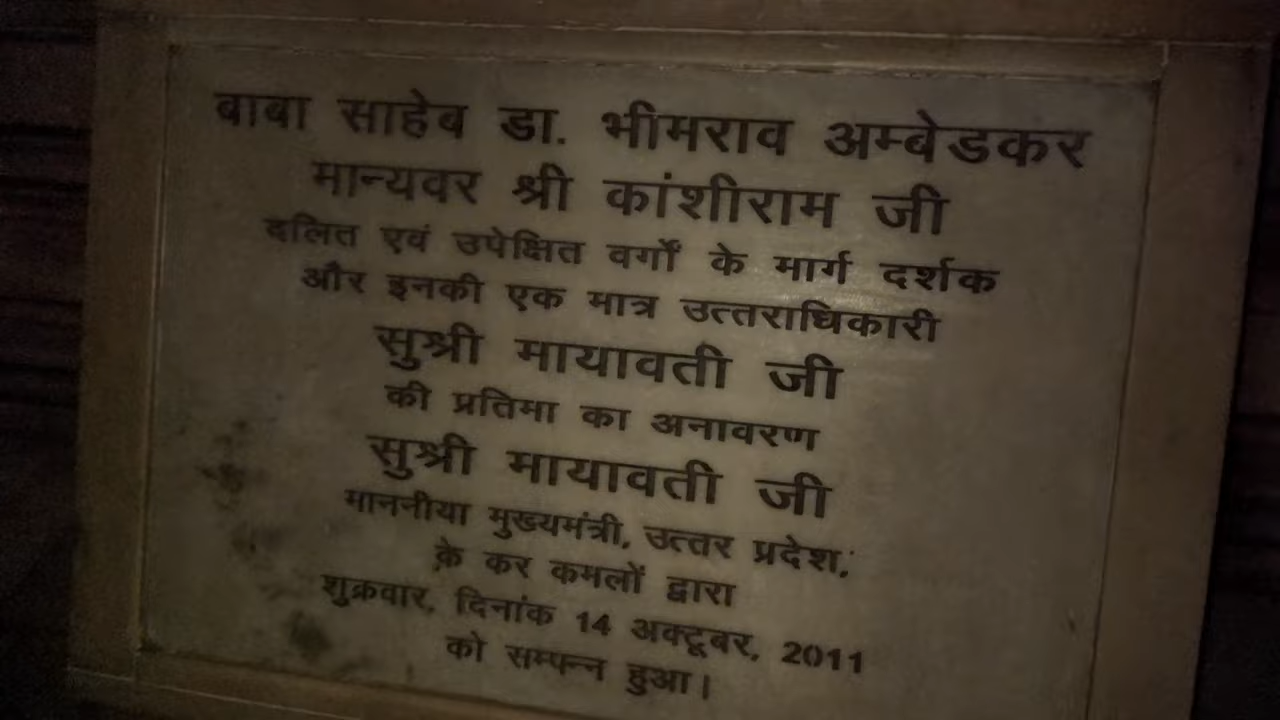 बाबा साहेब डा. भीमराव अम्बेडकर
मान्यवर श्री कांशीराम जी
दलित एवं उपेक्षित वर्गों के मार्ग दर्शक
और इनकी एक मात्र उत्तराधिकारी
सुश्री मायावती जी
की प्रतिमा का अनावरण
सुश्री मायावती जी
माननीया मुख्यमंत्री, उत्तर प्रदेश,
के कर कमलों द्वारा
शुक्रवार, दिनांक 14 अक्टूबर, 2011
को सम्पन्न हुआ।